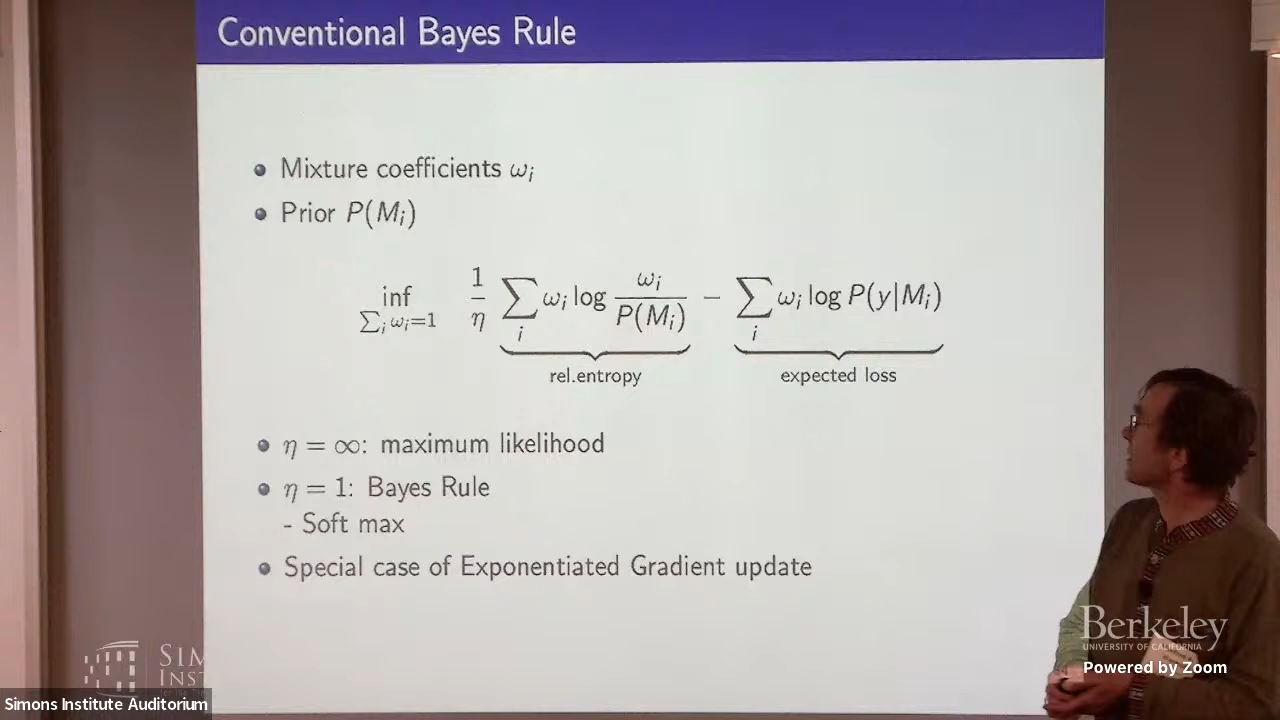 Conventional Bayes Rule
Mixture coefficients ωᵢ
Prior P(Mᵢ)
inf_{∑ᵢ ωᵢ=1} 1/η ∑ᵢ ωᵢ log ωᵢ/P(Mᵢ) − ∑ᵢ ωᵢ log P(y|Mᵢ)
rel.entropy expected loss
η = ∞: maximum likelihood
η = 1: Bayes Rule
- Soft max
Special case of Exponentiated Gradient update
Berkeley
UNIVERSITY OF CALIFORNIA
Powered by Zoom
SIM
INST
Simons Institute Auditorium